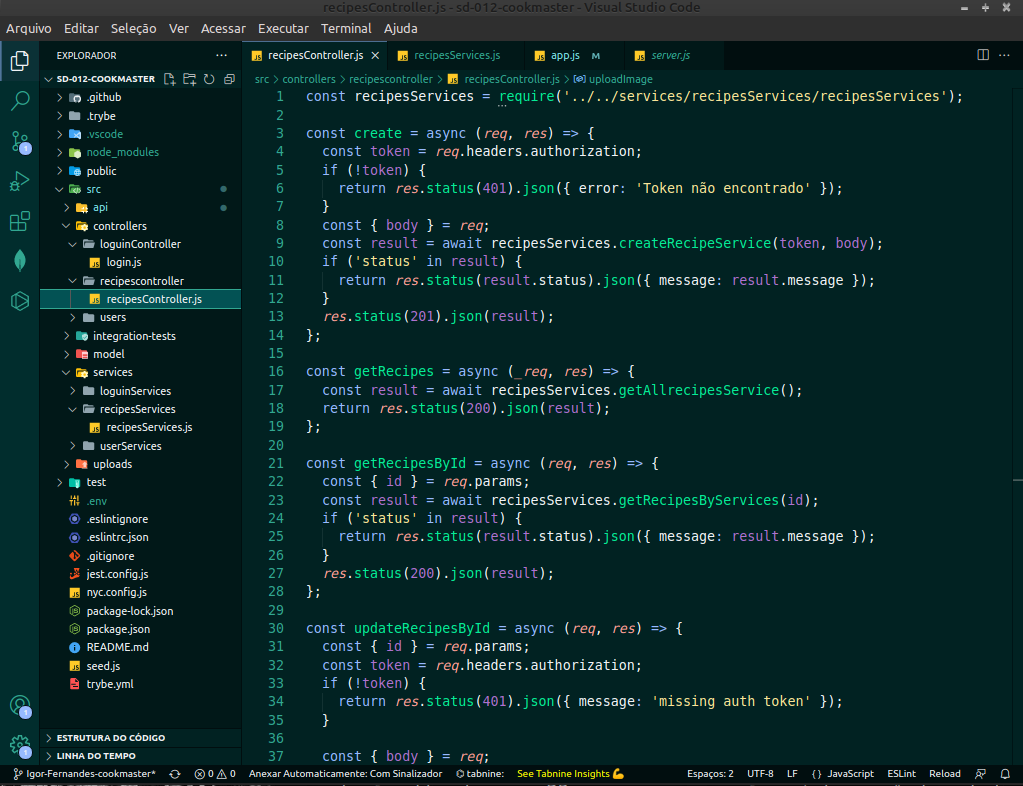 recipesController.js - sd-012-cookmaster - Visual Studio Code
Arquivo Editar Seleção Ver Acessar Executar Terminal Ajuda
EXPLORADOR ···
recipesController.js
recipesServices.js
app.js M
server.js
SD-012-COOKMASTER
src > controllers > recipescontroller > recipesController.js > uploadImage
.github
.trybe
.vscode
node_modules
public
src
api
controllers
loguinController
login.js
recipescontroller
recipesController.js
users
integration-tests
model
services
loguinServices
recipesServices
recipesServices.js
userServices
uploads
test
.env
.eslintignore
.eslintrc.json
.gitignore
jest.config.js
nyc.config.js
package-lock.json
package.json
README.md
seed.js
trybe.yml
ESTRUTURA DO CÓDIGO
LINHA DO TEMPO
1 const recipesServices = require('../../services/recipesServices/recipesServices');
2
3 const create = async (req, res) => {
4 const token = req.headers.authorization;
5 if (!token) {
6 return res.status(401).json({ error: 'Token não encontrado' });
7 }
8 const { body } = req;
9 const result = await recipesServices.createRecipeService(token, body);
10 if ('status' in result) {
11 return res.status(result.status).json({ message: result.message });
12 }
13 res.status(201).json(result);
14 };
15
16 const getRecipes = async (_req, res) => {
17 const result = await recipesServices.getAllrecipesService();
18 return res.status(200).json(result);
19 };
20
21 const getRecipesById = async (req, res) => {
22 const { id } = req.params;
23 const result = await recipesServices.getRecipesByServices(id);
24 if ('status' in result) {
25 return res.status(result.status).json({ message: result.message });
26 }
27 res.status(200).json(result);
28 };
29
30 const updateRecipesById = async (req, res) => {
31 const { id } = req.params;
32 const token = req.headers.authorization;
33 if (!token) {
34 return res.status(401).json({ message: 'missing auth token' });
35 }
36
37 const { body } = req;
Igor-Fernandes-cookmaster* 0 0 Anexar Automaticamente: Com Sinalizador tabnine: See Tabnine Insights 💪 Espaços: 2 UTF-8 LF {} JavaScript ESLint Reload